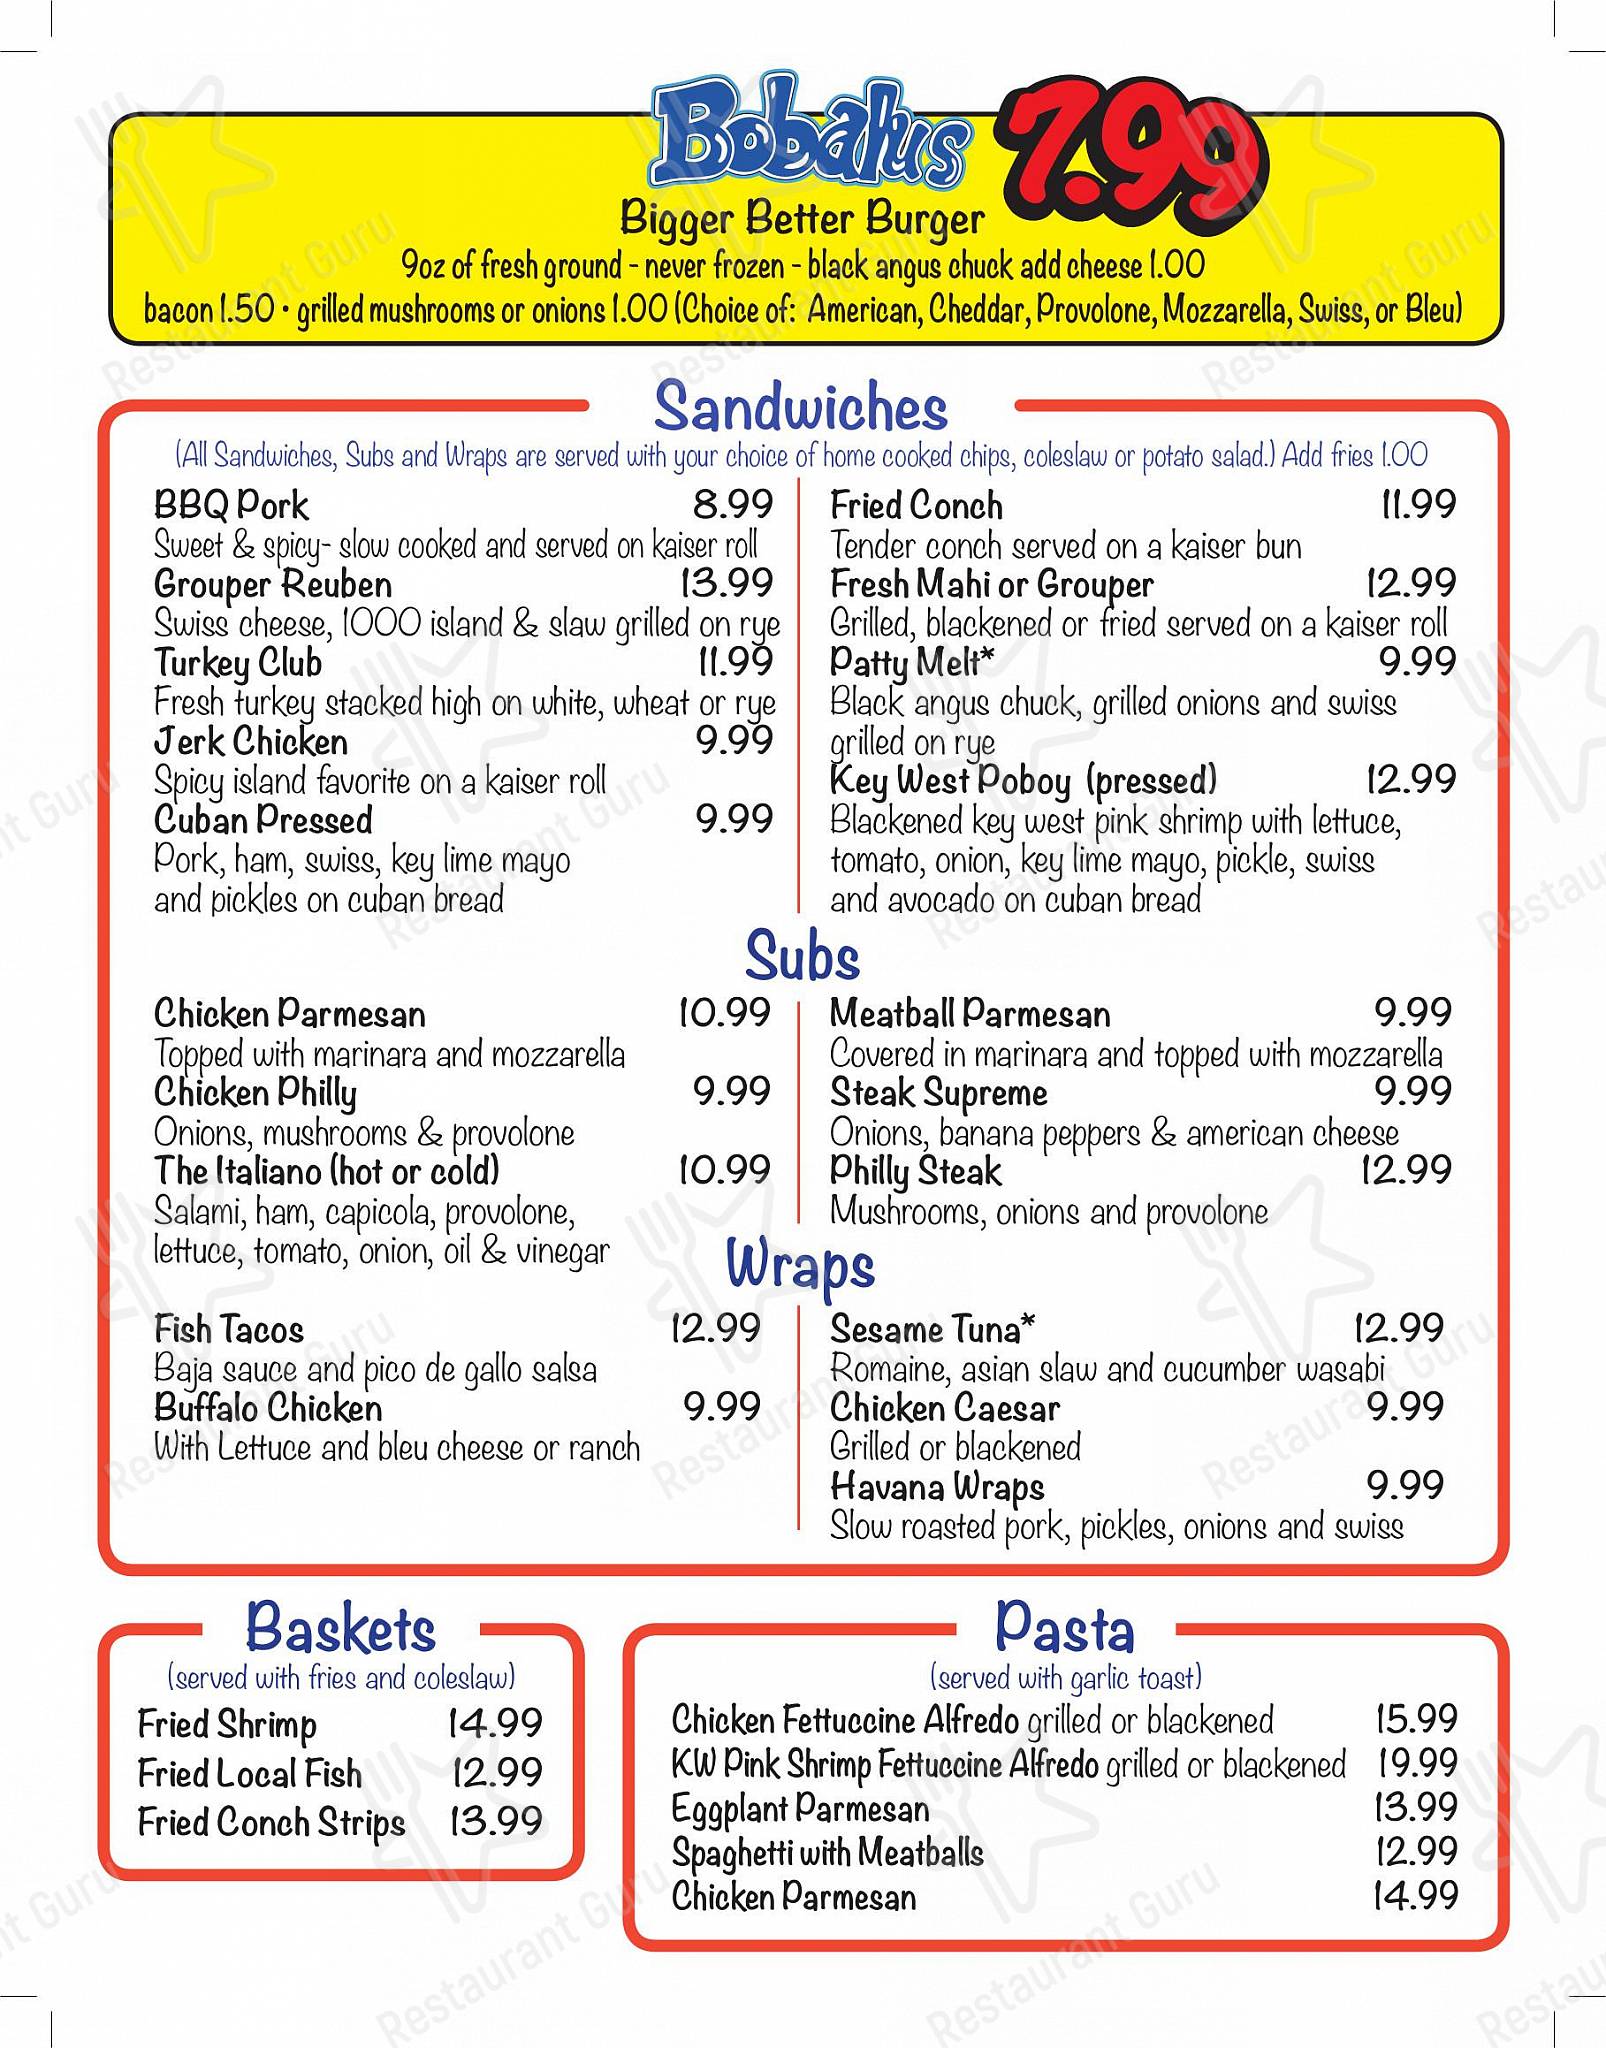 Bobalus 7.99
Bigger Better Burger
9oz of fresh ground - never frozen - black angus chuck add cheese 1.00
bacon 1.50 • grilled mushrooms or onions 1.00 (Choice of: American, Cheddar, Provolone, Mozzarella, Swiss, or Bleu)
Sandwiches
(All Sandwiches, Subs and Wraps are served with your choice of home cooked chips, coleslaw or potato salad.) Add fries 1.00
BBQ Pork 8.99
Sweet & spicy- slow cooked and served on kaiser roll
Grouper Reuben 13.99
Swiss cheese, 1000 island & slaw grilled on rye
Turkey Club 11.99
Fresh turkey stacked high on white, wheat or rye
Jerk Chicken 9.99
Spicy island favorite on a kaiser roll
Cuban Pressed 9.99
Pork, ham, swiss, key lime mayo
and pickles on cuban bread
Fried Conch 11.99
Tender conch served on a kaiser bun
Fresh Mahi or Grouper 12.99
Grilled, blackened or fried served on a kaiser roll
Patty Melt* 9.99
Black angus chuck, grilled onions and swiss
grilled on rye
Key West Poboy (pressed) 12.99
Blackened key west pink shrimp with lettuce,
tomato, onion, key lime mayo, pickle, swiss
and avocado on cuban bread
Subs
Chicken Parmesan 10.99
Topped with marinara and mozzarella
Chicken Philly 9.99
Onions, mushrooms & provolone
The Italiano (hot or cold) 10.99
Salami, ham, capicola, provolone,
lettuce, tomato, onion, oil & vinegar
Meatball Parmesan 9.99
Covered in marinara and topped with mozzarella
Steak Supreme 9.99
Onions, banana peppers & american cheese
Philly Steak 12.99
Mushrooms, onions and provolone
Wraps
Fish Tacos 12.99
Baja sauce and pico de gallo salsa
Buffalo Chicken 9.99
With Lettuce and bleu cheese or ranch
Sesame Tuna* 12.99
Romaine, asian slaw and cucumber wasabi
Chicken Caesar 9.99
Grilled or blackened
Havana Wraps 9.99
Slow roasted pork, pickles, onions and swiss
Baskets
(served with fries and coleslaw)
Fried Shrimp 14.99
Fried Local Fish 12.99
Fried Conch Strips 13.99
Pasta
(served with garlic toast)
Chicken Fettuccine Alfredo grilled or blackened 15.99
KW Pink Shrimp Fettuccine Alfredo grilled or blackened 19.99
Eggplant Parmesan 13.99
Spaghetti with Meatballs 12.99
Chicken Parmesan 14.99
Restaurant Guru